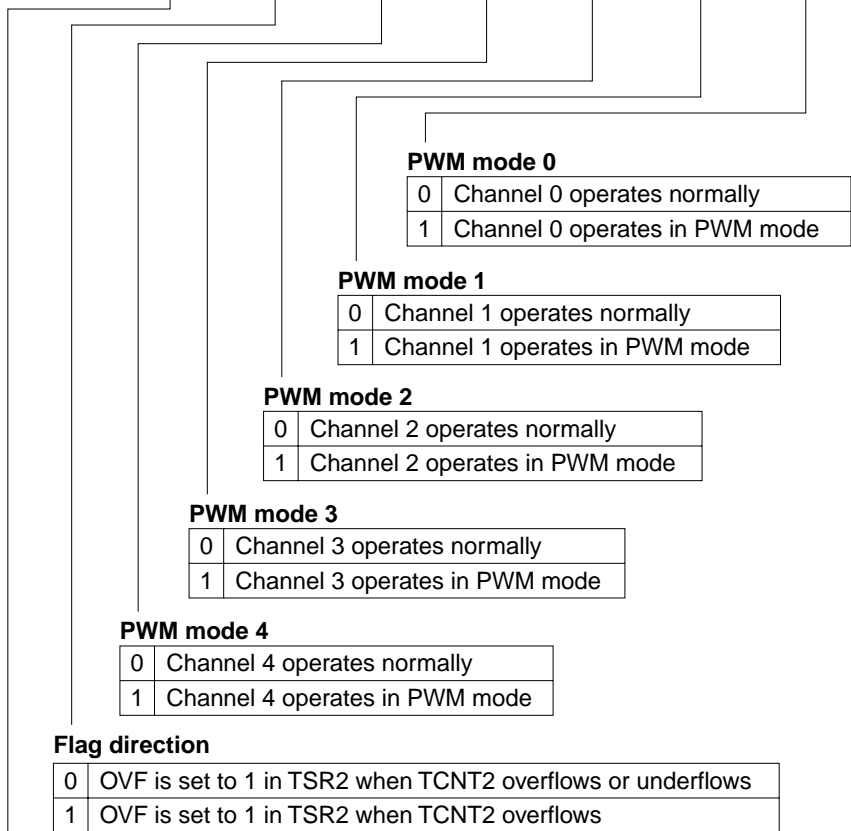 PWM mode 0
0 Channel 0 operates normally
1 Channel 0 operates in PWM mode
PWM mode 1
0 Channel 1 operates normally
1 Channel 1 operates in PWM mode
PWM mode 2
0 Channel 2 operates normally
1 Channel 2 operates in PWM mode
PWM mode 3
0 Channel 3 operates normally
1 Channel 3 operates in PWM mode
PWM mode 4
0 Channel 4 operates normally
1 Channel 4 operates in PWM mode
Flag direction
0 OVF is set to 1 in TSR2 when TCNT2 overflows or underflows
1 OVF is set to 1 in TSR2 when TCNT2 overflows